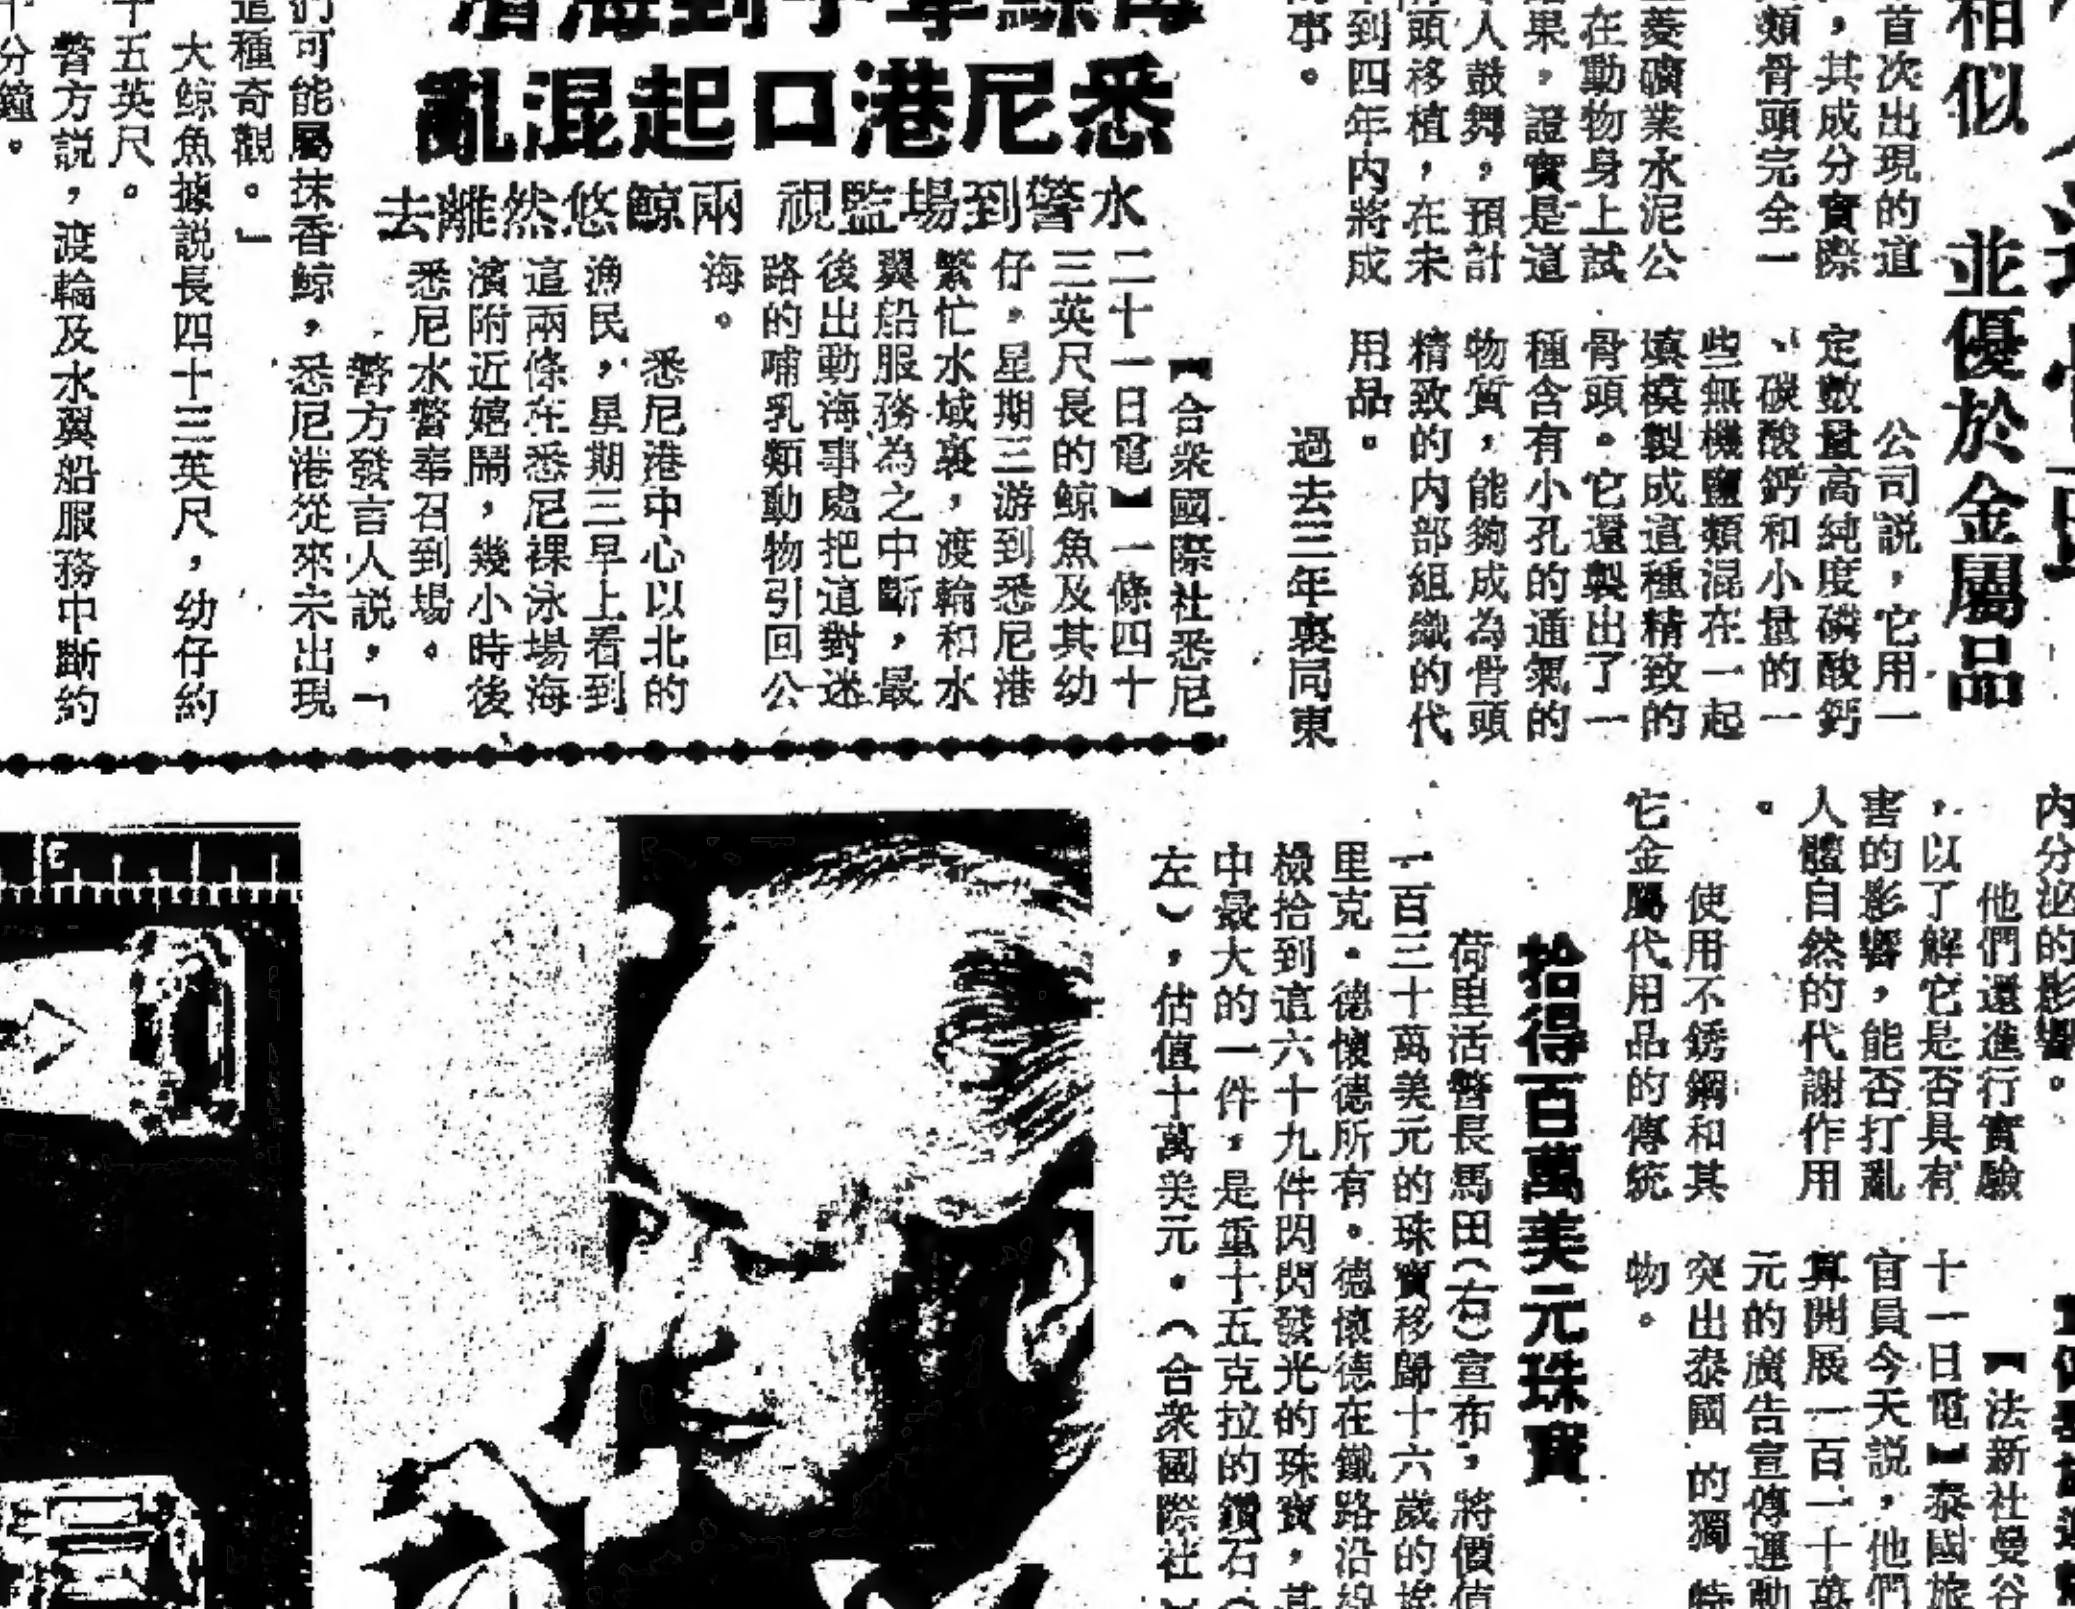 相似 並優於金屬品
首次出現的道
，其成分實際
類骨頭完全一
菱礦業水泥公
在動物身上試
果，證實是這
人鼓舞，預計
頭移植，在未
到四年內將成
事。
公司説，它用一
定數量高純度磷酸鈣
、碳酸鈣和小量的一
些無機鹽類混在一起
填模製成這種精致的
骨頭。它還製出了一
種含有小孔的通氣的
物質，能夠成為骨頭
精致的内部組織的代
用品。
過去三年裏同東
内分泌的影響。
他們還進行實驗
，以了解它是否具有
害的影響，能否打亂
人體自然的代謝作用
。
使用不銹鋼和其
它金屬代用品的傳統
悉尼港口起混亂
水警到場監視 兩鯨悠然離去
【合衆國際社悉尼
二十一日電】一條四十
三英尺長的鯨魚及其幼
仔，星期三游到悉尼港
繁忙水域裏，渡輪和水
翼船服務為之中斷，最
後出動海事處把這對迷
路的哺乳類動物引回公
海。
悉尼港中心以北的
漁民，星期三早上看到
這兩條在悉尼裸泳場海
濱附近嬉鬧，幾小時後
悉尼水警奉召到場。
警方發言人説，「
們可能屬抹香鯨，悉尼港從來未出現
這種奇觀。」
大鯨魚據説長四十三英尺，幼仔約
十五英尺。
警方説，渡輪及水翼船服務中斷約
十分鐘。
拾得百萬美元珠寶
荷里活警長馬田（右）宣布，將價值
一百三十萬美元的珠寶移歸十六歲的埃
里克·德懷德所有。德懷德在鐵路沿線
檢拾到這六十九件閃閃發光的珠寶，其
中最大的一件，是重十五克拉的鑽石（
左），估值十萬美元。（合衆國際社）
【法新社曼谷
十一日電】泰國旅
官員今天説，他們
算開展一百一十萬
元的廣告宣傳運動
突出泰國的獨特
物。